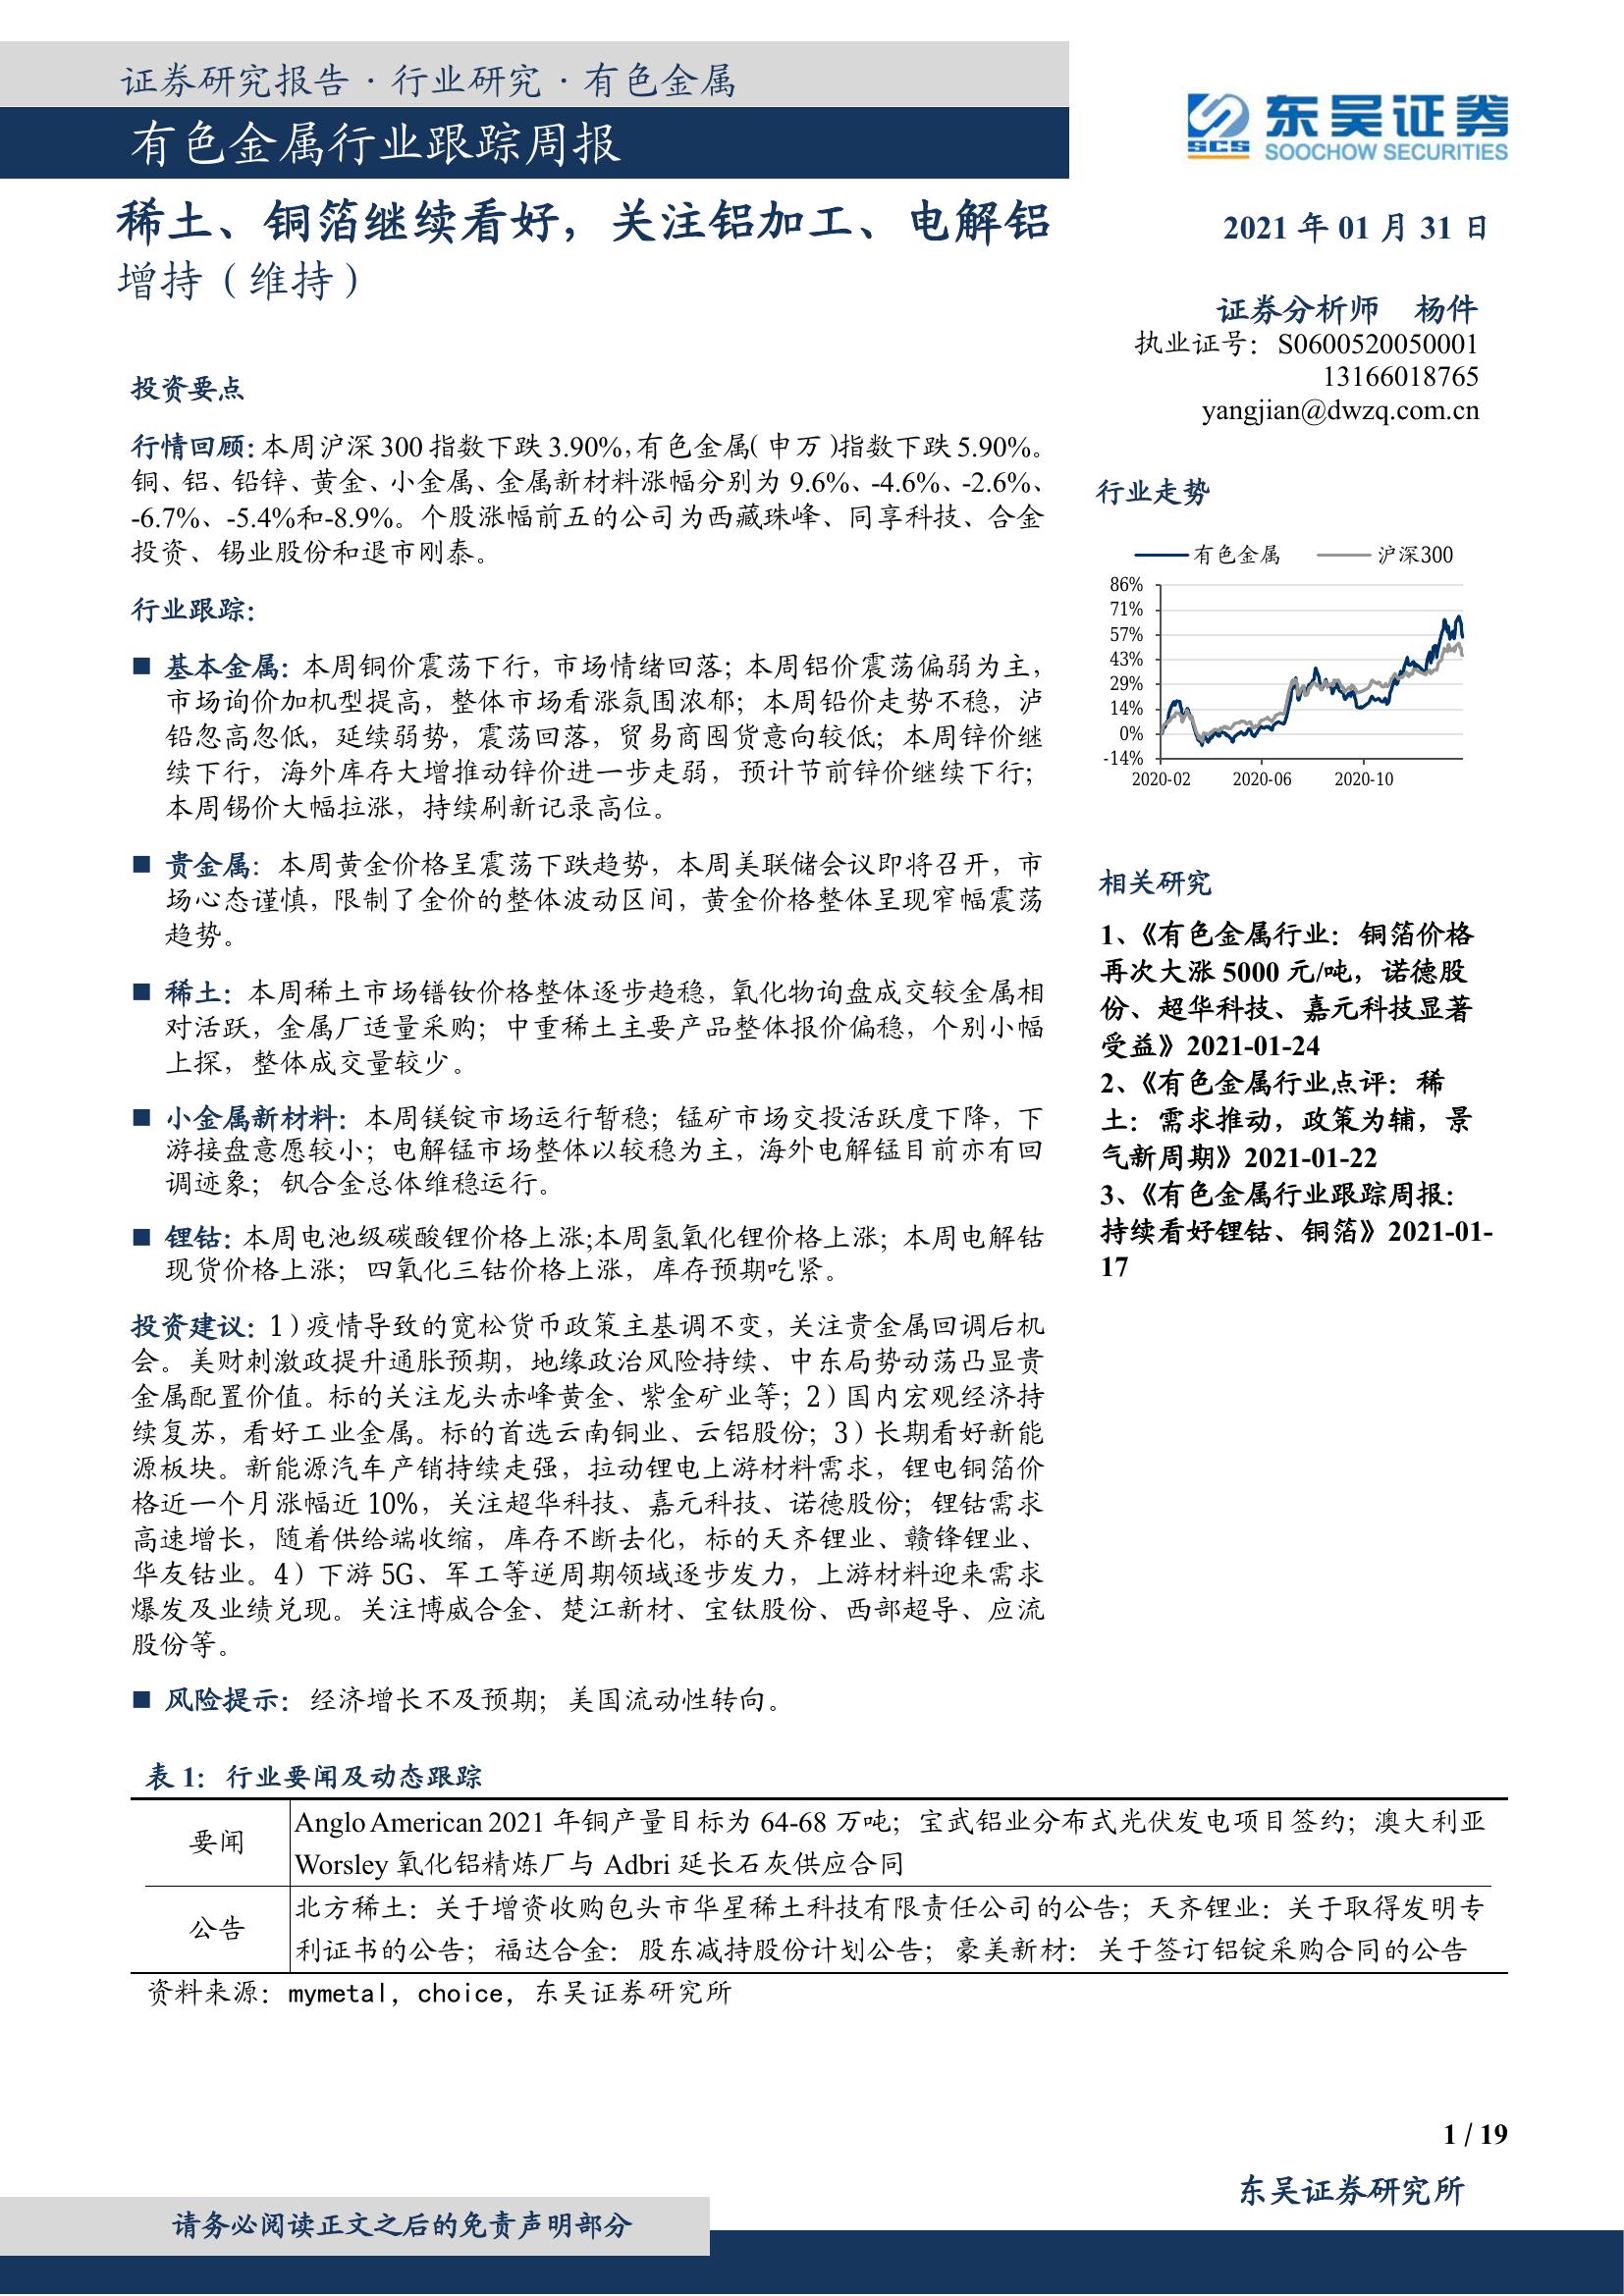 证券研究报告·行业研究·有色金属
有色金属行业跟踪周报
东吴证券
SCS
SOOCHOW SECURITIES
稀土、铜箔继续看好，关注铝加工、电解铝
增持（维持）
2021 年 01 月 31 日
证券分析师 杨件
执业证号：S0600520050001
13166018765
yangjian@dwzq.com.cn
投资要点
行情回顾：本周沪深 300 指数下跌 3.90%，有色金属（申万）指数下跌 5.90%。
铜、铝、铅锌、黄金、小金属、金属新材料涨幅分别为 9.6%、-4.6%、-2.6%、
-6.7%、-5.4%和-8.9%。个股涨幅前五的公司为西藏珠峰、同享科技、合金
投资、锡业股份和退市刚泰。
行业跟踪：
■ 基本金属：本周铜价震荡下行，市场情绪回落；本周铝价震荡偏弱为主，
市场询价加机型提高，整体市场看涨氛围浓郁；本周铅价走势不稳，泸
铅忽高忽低，延续弱势，震荡回落，贸易商囤货意向较低；本周锌价继
续下行，海外库存大增推动锌价进一步走弱，预计节前锌价继续下行；
本周锡价大幅拉涨，持续刷新记录高位。
■ 贵金属：本周黄金价格呈震荡下跌趋势，本周美联储会议即将召开，市
场心态谨慎，限制了金价的整体波动区间，黄金价格整体呈现窄幅震荡
趋势。
■ 稀土：本周稀土市场镨钕价格整体逐步趋稳，氧化物询盘成交较金属相
对活跃，金属厂适量采购；中重稀土主要产品整体报价偏稳，个别小幅
上探，整体成交量较少。
■ 小金属新材料：本周镁锭市场运行暂稳；锰矿市场交投活跃度下降，下
游接盘意愿较小；电解锰市场整体以较稳为主，海外电解锰目前亦有回
调迹象；钒合金总体维稳运行。
■ 锂钴：本周电池级碳酸锂价格上涨;本周氢氧化锂价格上涨；本周电解钴
现货价格上涨；四氧化三钴价格上涨，库存预期吃紧。
投资建议：1）疫情导致的宽松货币政策主基调不变，关注贵金属回调后机
会。美财刺激政提升通胀预期，地缘政治风险持续、中东局势动荡凸显贵
金属配置价值。标的关注龙头赤峰黄金、紫金矿业等；2）国内宏观经济持
续复苏，看好工业金属。标的首选云南铜业、云铝股份；3）长期看好新能
源板块。新能源汽车产销持续走强，拉动锂电上游材料需求，锂电铜箔价
格近一个月涨幅近 10%，关注超华科技、嘉元科技、诺德股份；锂钴需求
高速增长，随着供给端收缩，库存不断去化，标的天齐锂业、赣锋锂业、
华友钴业。4）下游 5G、军工等逆周期领域逐步发力，上游材料迎来需求
爆发及业绩兑现。关注博威合金、楚江新材、宝钛股份、西部超导、应流
股份等。
■ 风险提示：经济增长不及预期；美国流动性转向。
行业走势
有色金属 沪深300
86%
71%
57%
43%
29%
14%
0%
-14%
2020-02 2020-06 2020-10
相关研究
1、《有色金属行业：铜箔价格
再次大涨 5000 元/吨，诺德股
份、超华科技、嘉元科技显著
受益》2021-01-24
2、《有色金属行业点评：稀
土：需求推动，政策为辅，景
气新周期》2021-01-22
3、《有色金属行业跟踪周报：
持续看好锂钴、铜箔》2021-01-
17
表 1：行业要闻及动态跟踪
要闻
Anglo American 2021 年铜产量目标为 64-68 万吨；宝武铝业分布式光伏发电项目签约；澳大利亚
Worsley 氧化铝精炼厂与 Adbri 延长石灰供应合同
公告
北方稀土：关于增资收购包头市华星稀土科技有限责任公司的公告；天齐锂业：关于取得发明专
利证书的公告；福达合金：股东减持股份计划公告；豪美新材：关于签订铝锭采购合同的公告
资料来源：mymetal，choice，东吴证券研究所
1 / 19
东吴证券研究所
请务必阅读正文之后的免责声明部分